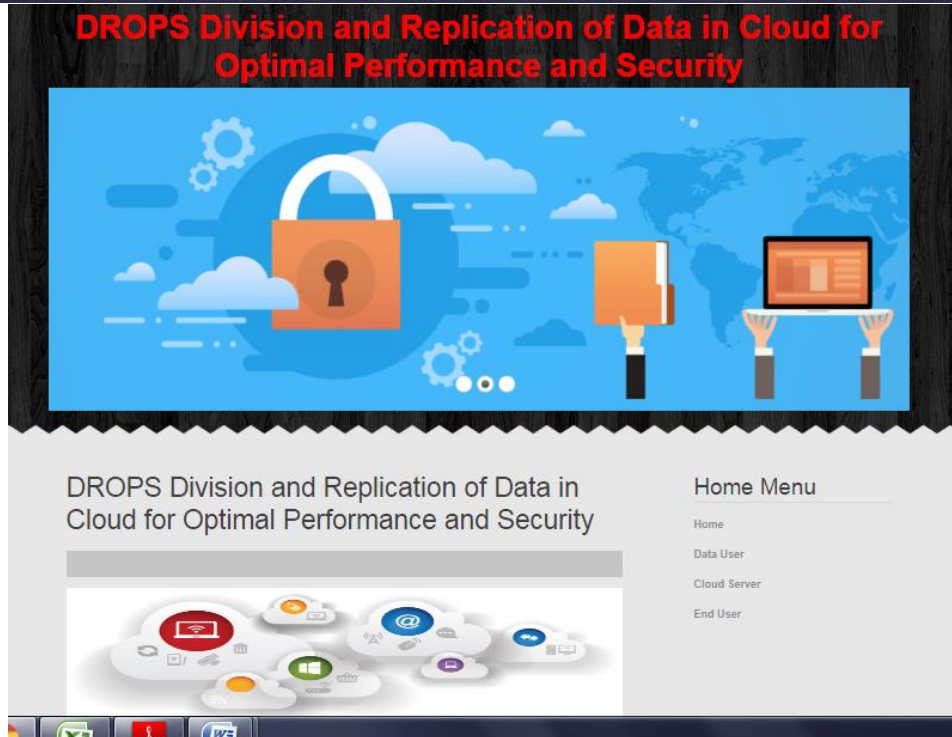 DROPS Division and Replication of Data in Cloud for
Optimal Performance and Security
DROPS Division and Replication of Data in
Cloud for Optimal Performance and Security
Home Menu
Home
Data User
Cloud Server
End User
@